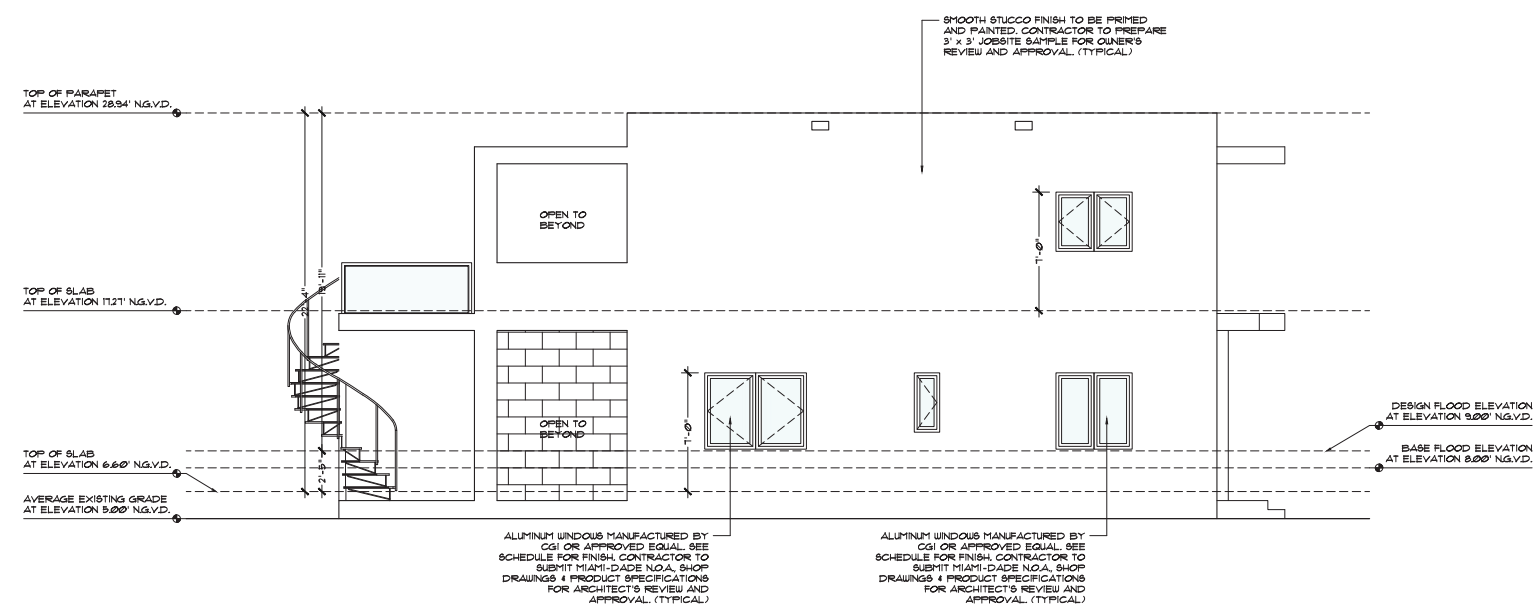 SMOOTH STUCCO FINISH TO BE PRIMED
AND PAINTED. CONTRACTOR TO PREPARE
3' x 3' JOBSITE SAMPLE FOR OWNER'S
REVIEW AND APPROVAL. (TYPICAL)
TOP OF PARAPET
AT ELEVATION 28.94' N.G.V.D.
OPEN TO
BEYOND
7'-0"
TOP OF SLAB
AT ELEVATION 17.27' N.G.V.D.
22'-4"
OPEN TO
BEYOND
7'-0"
DESIGN FLOOD ELEVATION
AT ELEVATION 9.00' N.G.V.D.
BASE FLOOD ELEVATION
AT ELEVATION 8.00' N.G.V.D.
TOP OF SLAB
AT ELEVATION 6.60' N.G.V.D.
2'-5"
AVERAGE EXISTING GRADE
AT ELEVATION 5.00' N.G.V.D.
ALUMINUM WINDOWS MANUFACTURED BY
CGI OR APPROVED EQUAL. SEE
SCHEDULE FOR FINISH. CONTRACTOR TO
SUBMIT MIAMI-DADE N.O.A., SHOP
DRAWINGS & PRODUCT SPECIFICATIONS
FOR ARCHITECT'S REVIEW AND
APPROVAL. (TYPICAL)
ALUMINUM WINDOWS MANUFACTURED BY
CGI OR APPROVED EQUAL. SEE
SCHEDULE FOR FINISH. CONTRACTOR TO
SUBMIT MIAMI-DADE N.O.A., SHOP
DRAWINGS & PRODUCT SPECIFICATIONS
FOR ARCHITECT'S REVIEW AND
APPROVAL. (TYPICAL)